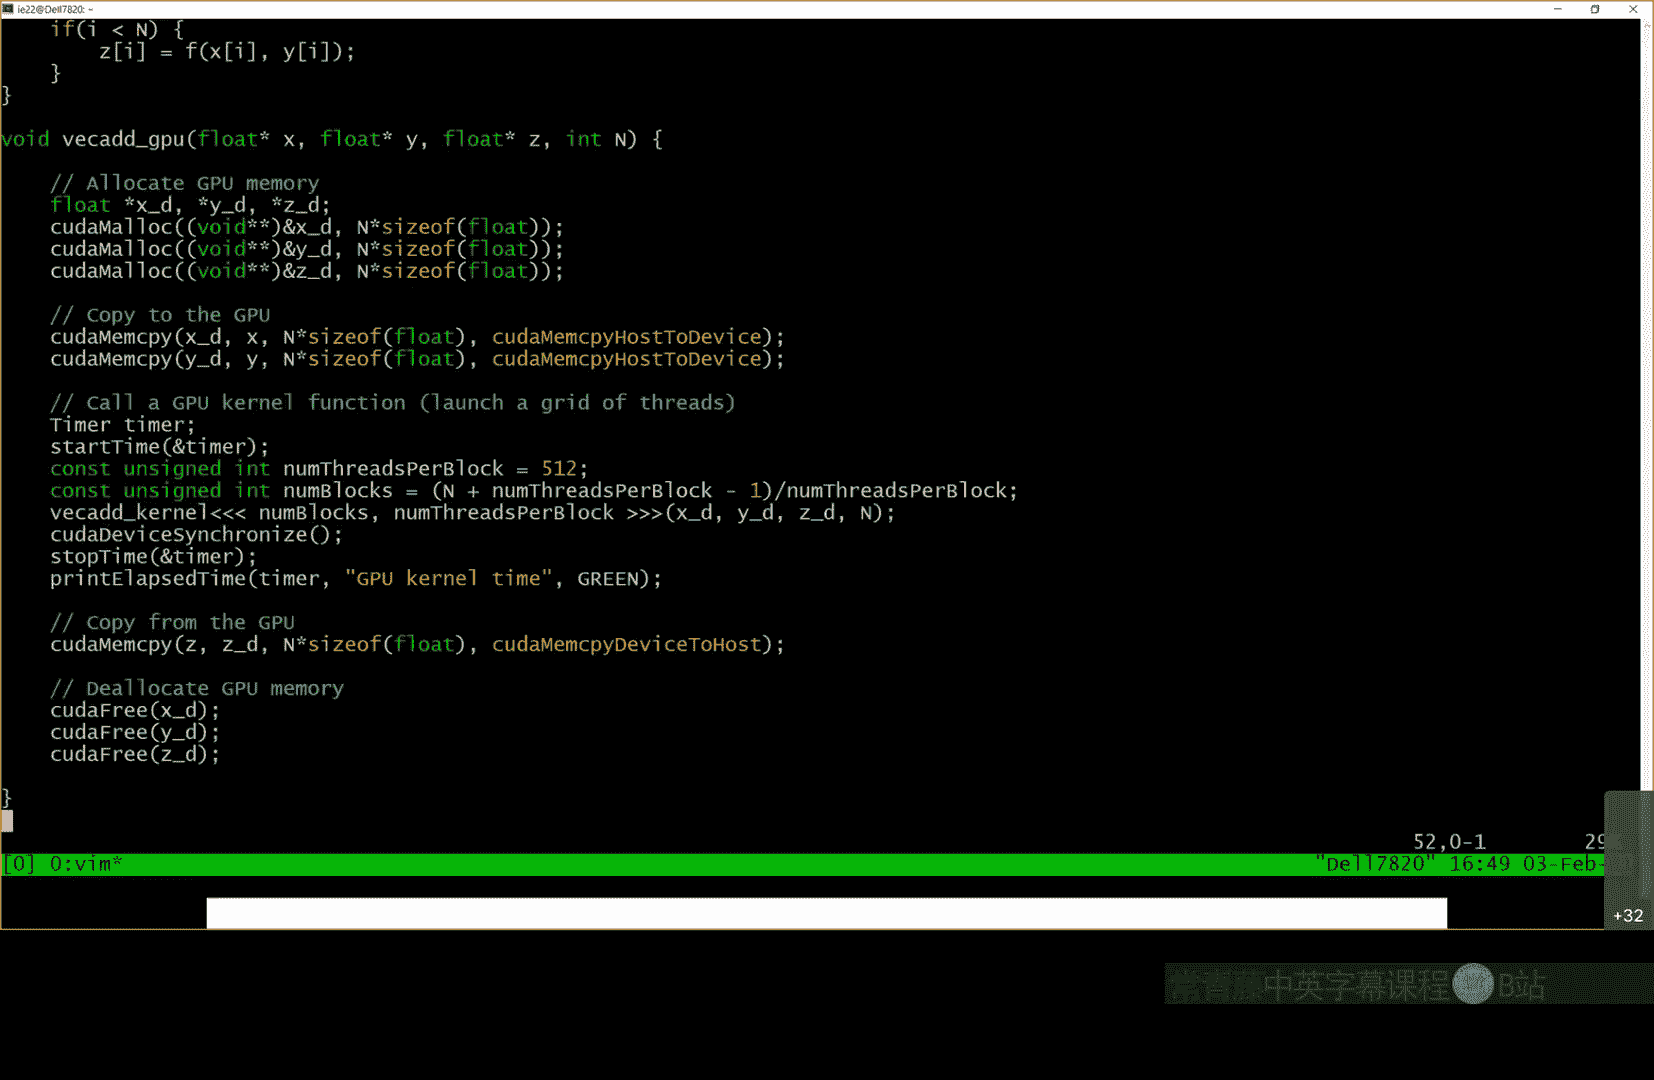 ie22@Dell7820: ~
    if(i < N) {
        z[i] = f(x[i], y[i]);
    }
}

void vecadd_gpu(float* x, float* y, float* z, int N) {

    // Allocate GPU memory
    float *x_d, *y_d, *z_d;
    cudaMalloc((void**)&x_d, N*sizeof(float));
    cudaMalloc((void**)&y_d, N*sizeof(float));
    cudaMalloc((void**)&z_d, N*sizeof(float));

    // Copy to the GPU
    cudaMemcpy(x_d, x, N*sizeof(float), cudaMemcpyHostToDevice);
    cudaMemcpy(y_d, y, N*sizeof(float), cudaMemcpyHostToDevice);

    // Call a GPU kernel function (launch a grid of threads)
    Timer timer;
    startTime(&timer);
    const unsigned int numThreadsPerBlock = 512;
    const unsigned int numBlocks = (N + numThreadsPerBlock - 1)/numThreadsPerBlock;
    vecadd_kernel<<< numBlocks, numThreadsPerBlock >>>(x_d, y_d, z_d, N);
    cudaDeviceSynchronize();
    stopTime(&timer);
    printElapsedTime(timer, "GPU kernel time", GREEN);

    // Copy from the GPU
    cudaMemcpy(z, z_d, N*sizeof(float), cudaMemcpyDeviceToHost);

    // Deallocate GPU memory
    cudaFree(x_d);
    cudaFree(y_d);
    cudaFree(z_d);

}
52,0-1 29
[0] 0:vim* "Dell7820" 16:49 03-Feb-
+32
中英字幕课程 B站